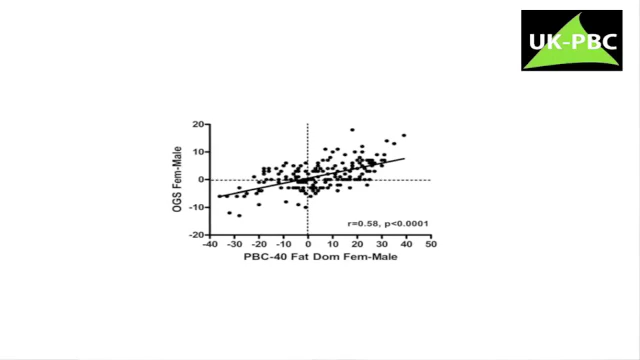 UK-PBC
20
10
0
-10
-20
OGS Fem-Male
r=0.58, p<0.0001
-40 -30 -20 -10 0 10 20 30 40 50
PBC-40 Fat Dom Fem-Male